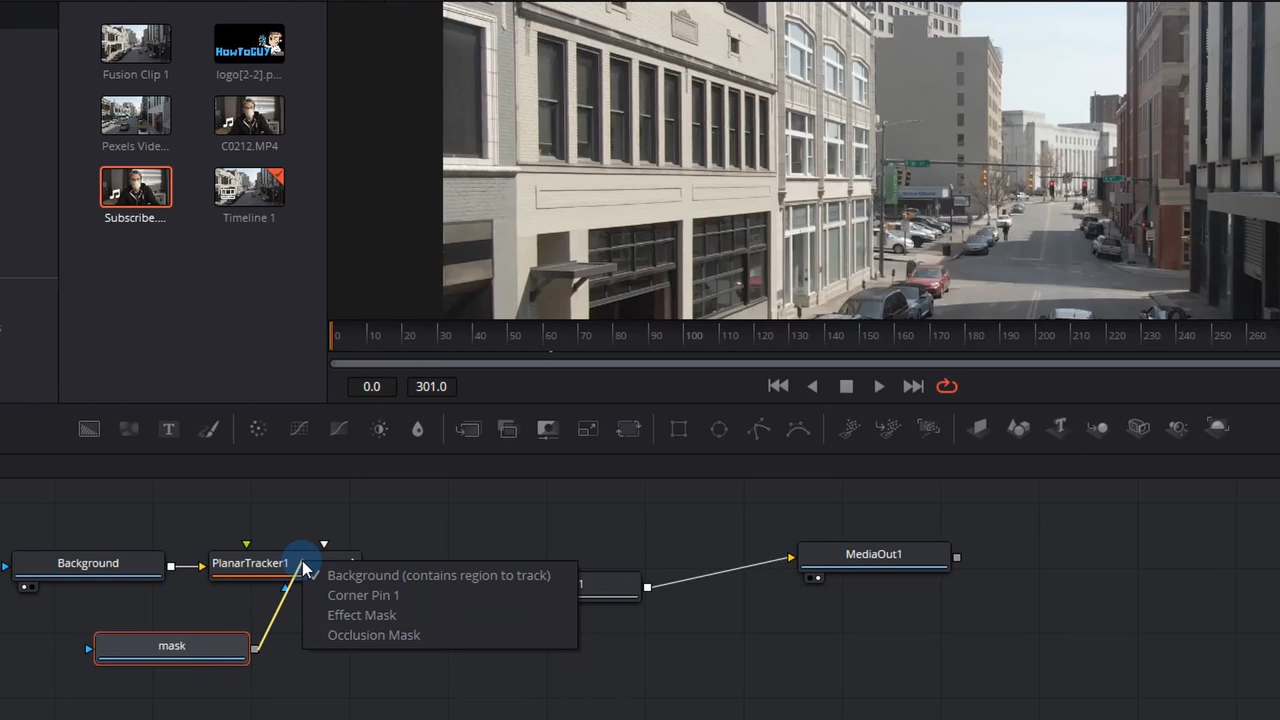 Fusion Clip 1
HowToGUY
logo[2-2].p...
Pexels Vide...
C0212.MP4
Subscribe....
Timeline 1
0 10 20 30 40 50 60 70 80 90 100 110 120 130 140 150 160 170 180 190 200 210 220 230 240 250 260
0.0 301.0
T
T
Background
PlanarTracker1
MediaOut1
Background (contains region to track)
Corner Pin 1
Effect Mask
Occlusion Mask
1
mask